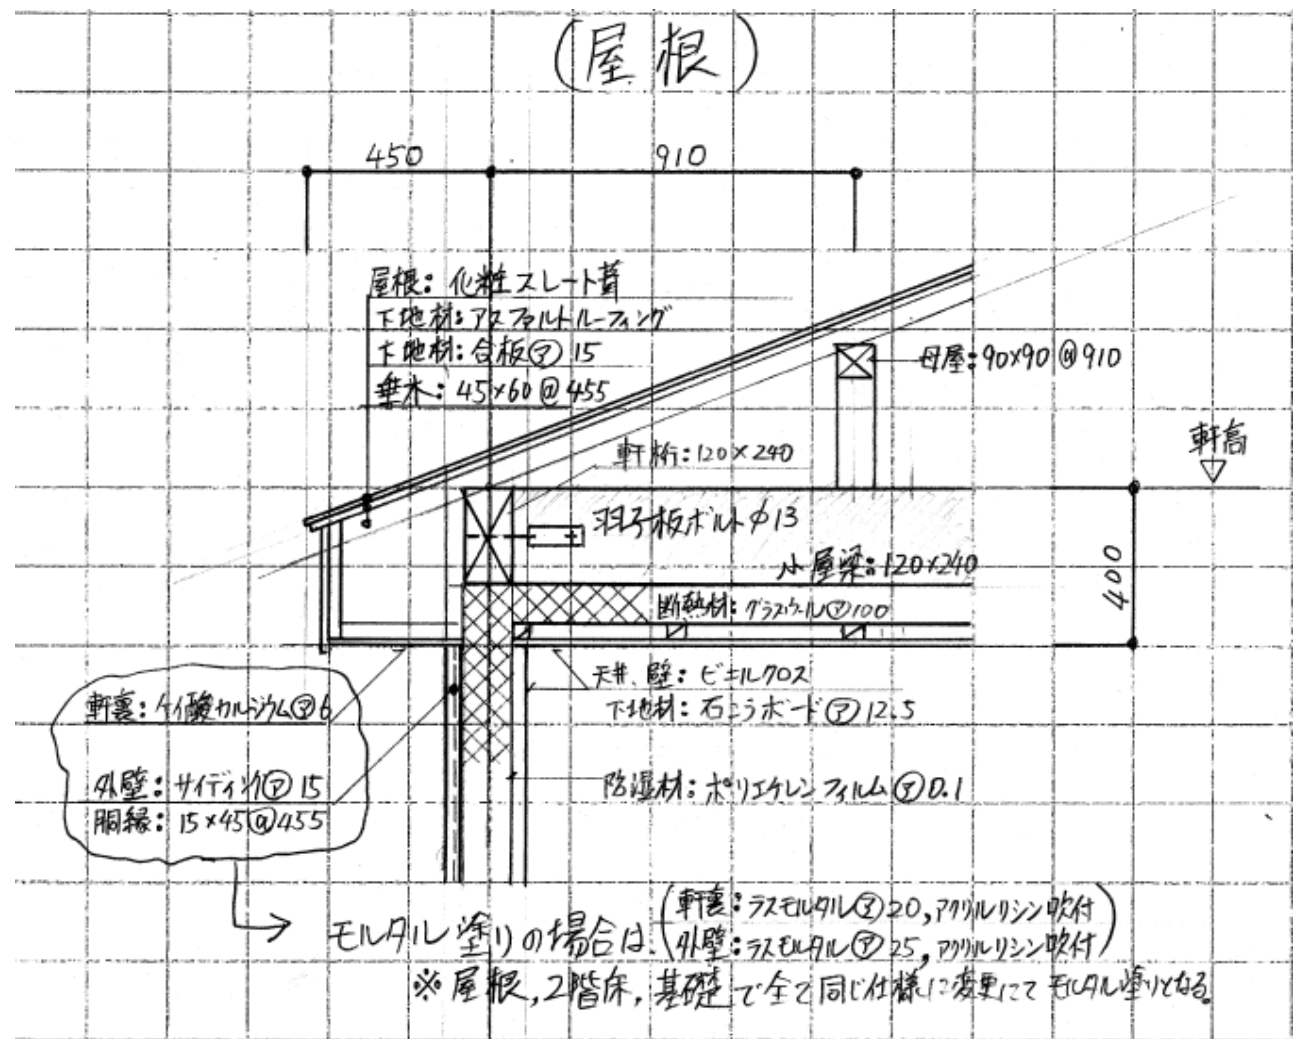 (屋根)
450
910
屋根: 化粧スレート葺
下地材: アスファルトルーフィング
下地材: 合板㋐15
垂木: 45×60@455
母屋: 90×90@910
軒高
軒桁: 120×240
羽子板ボルトφ13
小屋梁: 120×240
400
断熱材: グラスウール㋐100
天井、壁: ビニルクロス
下地材: 石こうボード㋐12.5
軒裏: ケイ酸カルシウム㋐6
外壁: サイディング㋐15
胴縁: 15×45@455
防湿材: ポリエチレンフィルム㋐0.1
モルタル塗りの場合は
(軒裏: ラスモルタル㋐20, アクリルリシン吹付)
(外壁: ラスモルタル㋐25, アクリルリシン吹付)
※屋根, 2階床, 基礎で全て同じ仕様に変更にてモルタル塗りとなる。